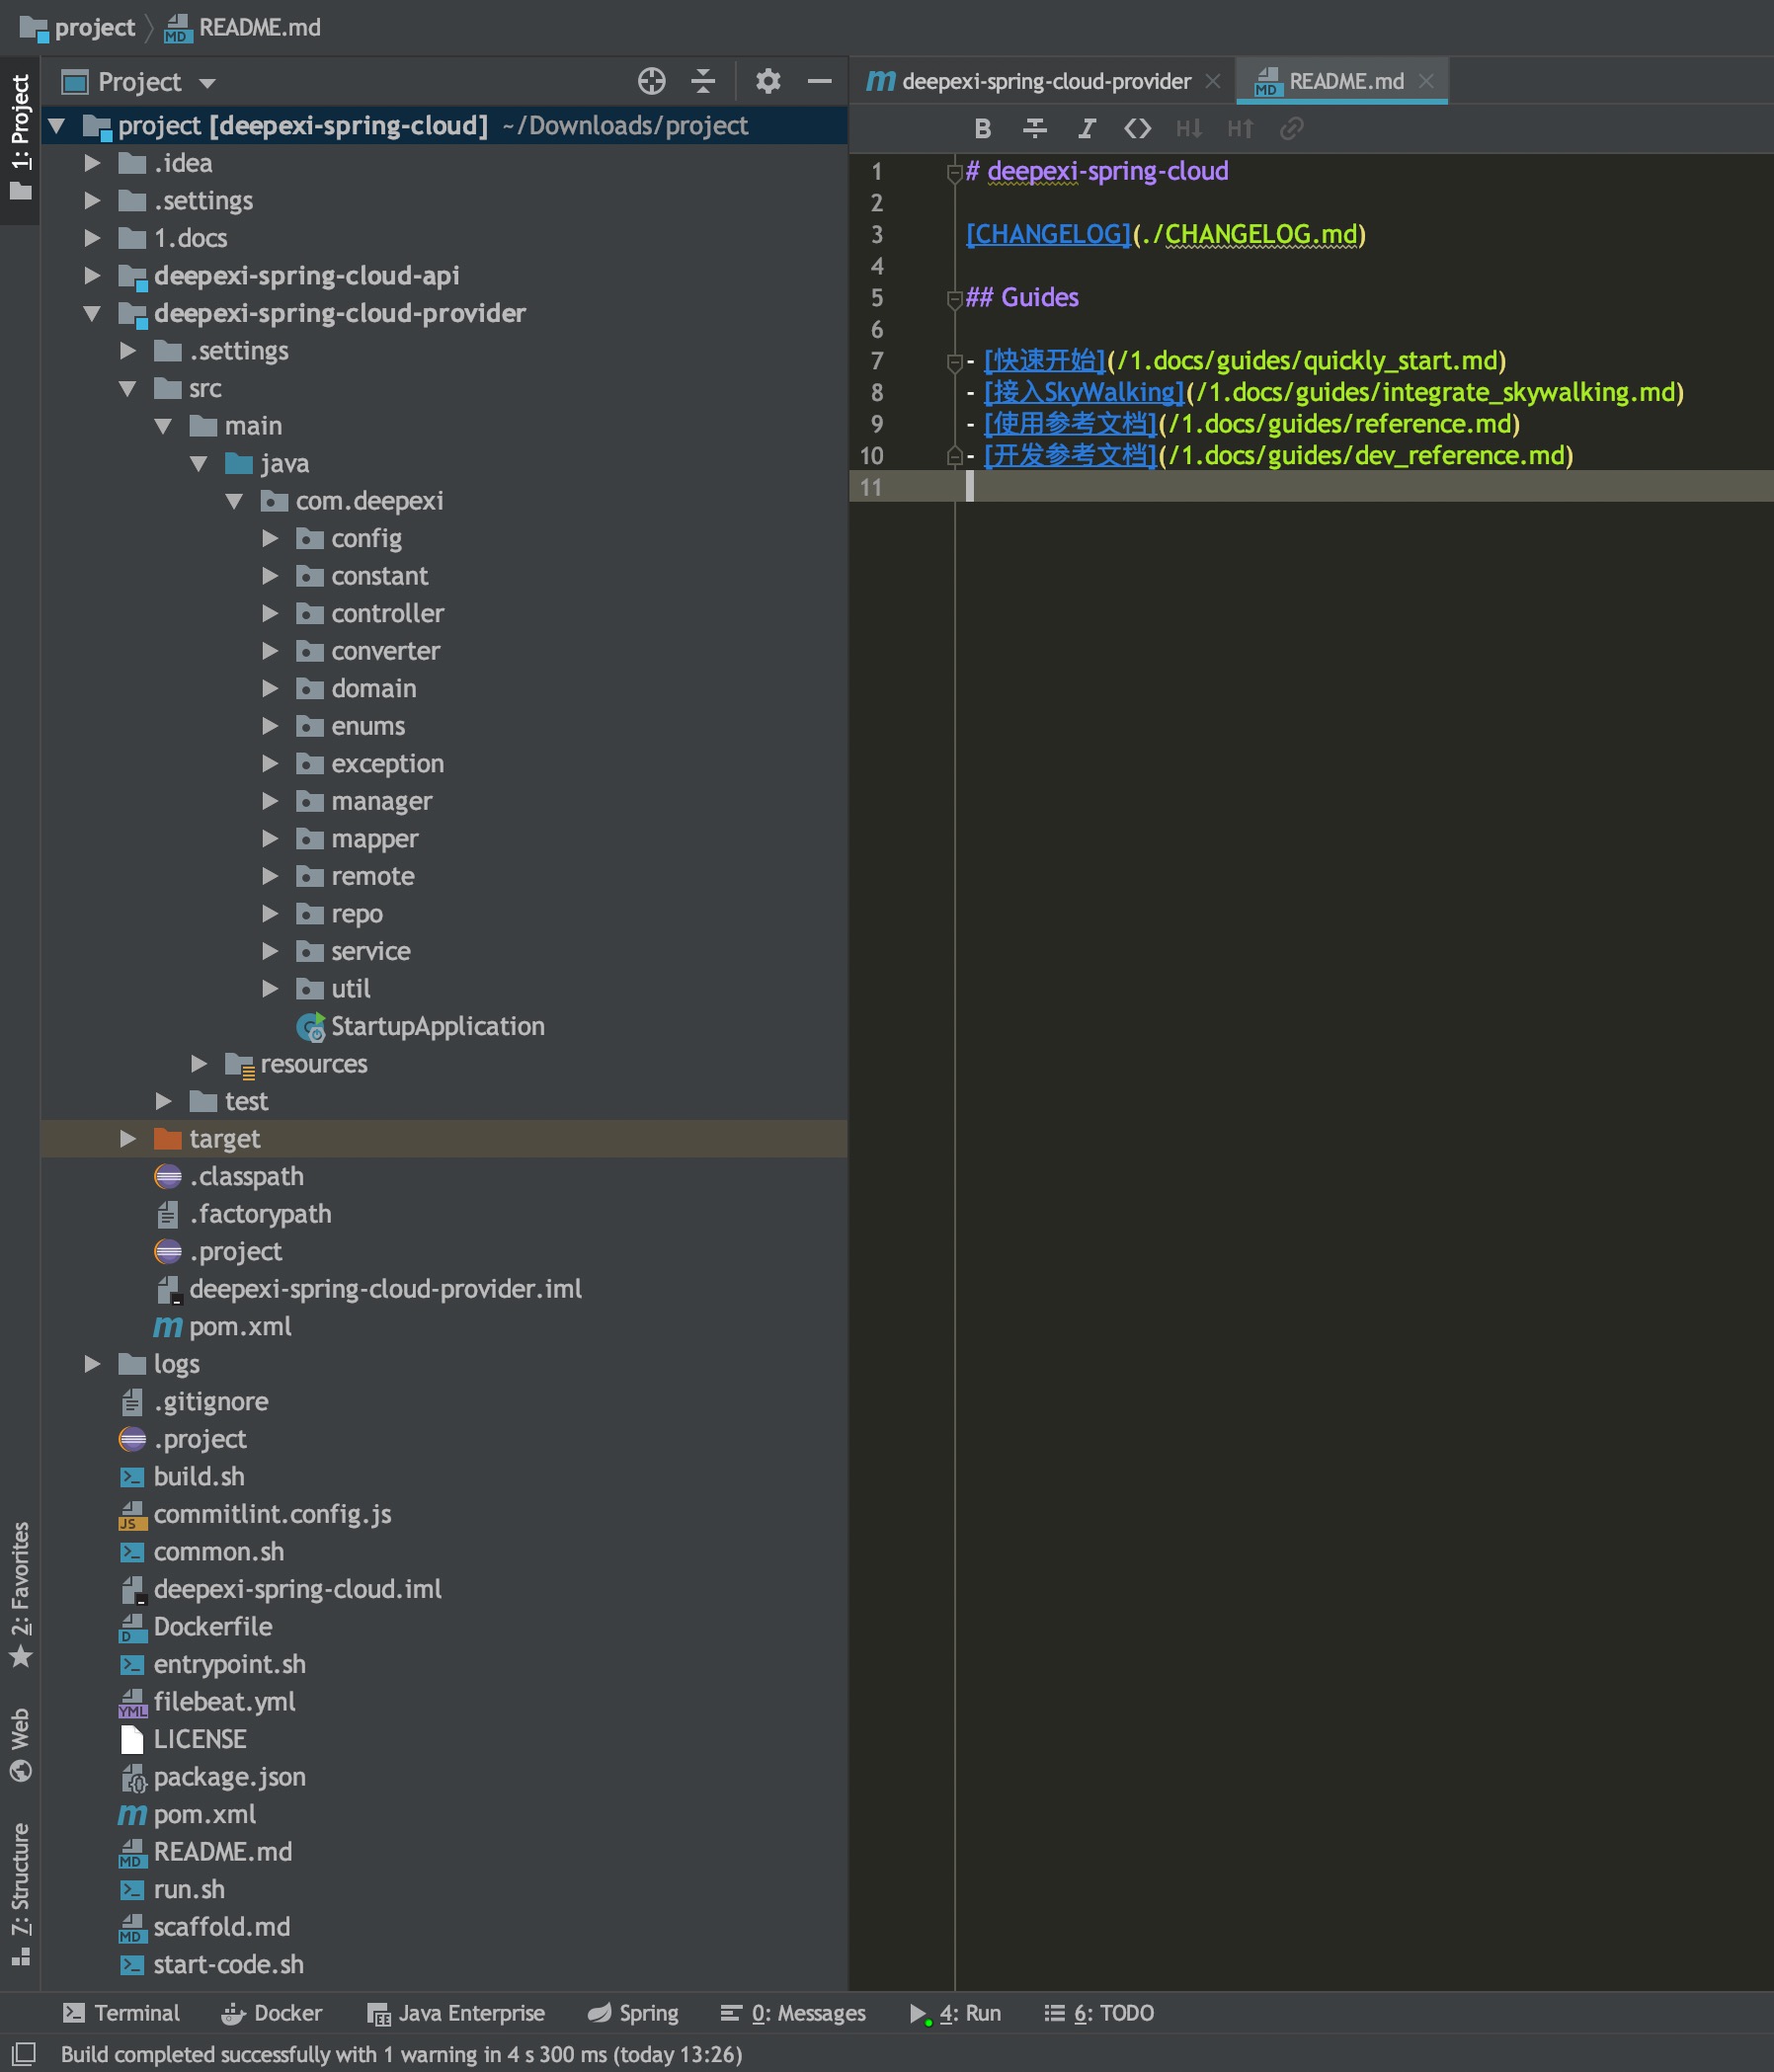 project README.md
1: Project
Project
project [deepexi-spring-cloud] ~/Downloads/project
.idea
.settings
1.docs
deepexi-spring-cloud-api
deepexi-spring-cloud-provider
.settings
src
main
java
com.deepexi
config
constant
controller
converter
domain
enums
exception
manager
mapper
remote
repo
service
util
StartupApplication
resources
test
target
.classpath
.factorypath
.project
deepexi-spring-cloud-provider.iml
pom.xml
logs
.gitignore
.project
build.sh
commitlint.config.js
common.sh
deepexi-spring-cloud.iml
Dockerfile
entrypoint.sh
filebeat.yml
LICENSE
package.json
pom.xml
README.md
run.sh
scaffold.md
start-code.sh
2: Favorites
Web
7: Structure
deepexi-spring-cloud-provider README.md
B I <> H↓ H↑
1 # deepexi-spring-cloud
2
3 [CHANGELOG](./CHANGELOG.md)
4
5 ## Guides
6
7 - [快速开始](/1.docs/guides/quickly_start.md)
8 - [接入SkyWalking](/1.docs/guides/integrate_skywalking.md)
9 - [使用参考文档](/1.docs/guides/reference.md)
10 - [开发参考文档](/1.docs/guides/dev_reference.md)
11
Terminal Docker Java Enterprise Spring 0: Messages 4: Run 6: TODO
Build completed successfully with 1 warning in 4 s 300 ms (today 13:26)